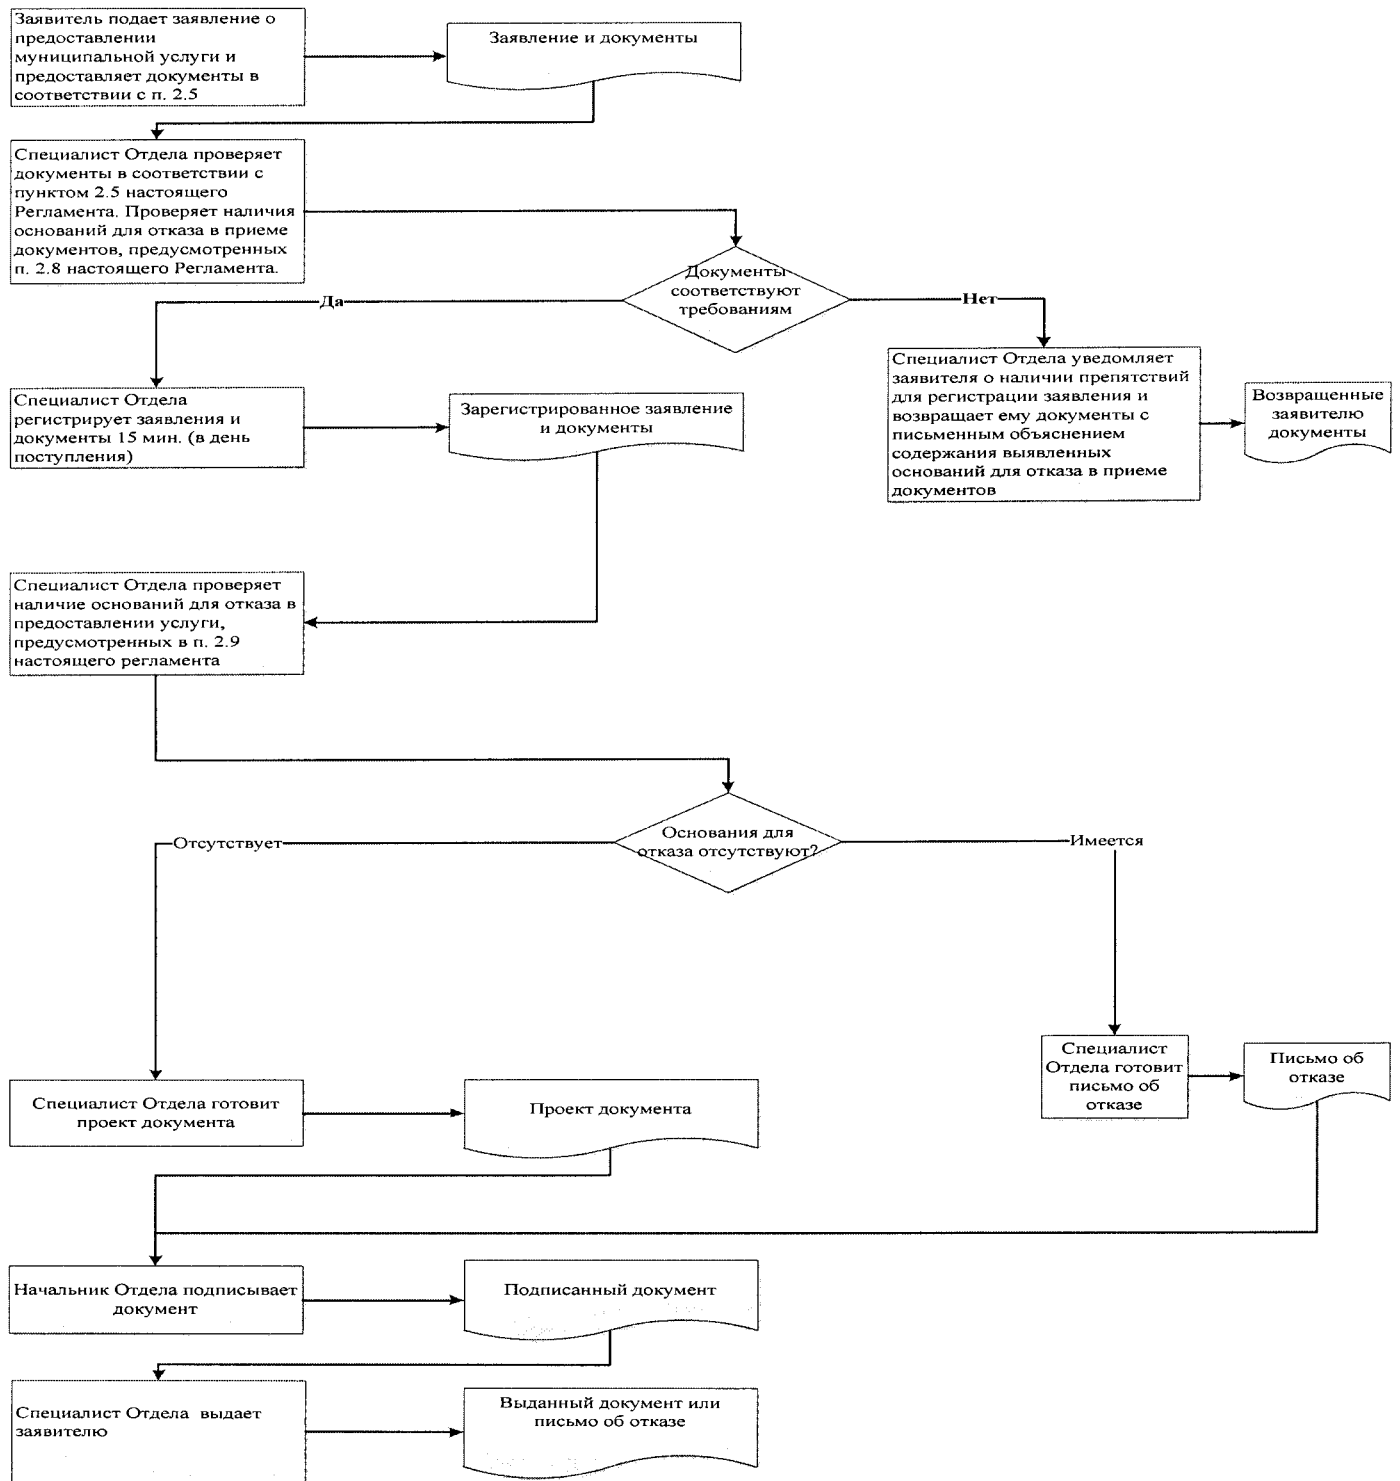 Заявитель подает заявление о
предоставлении
муниципальной услуги и
предоставляет документы в
соответствии с п. 2.5
Заявление и документы
Специалист Отдела проверяет
документы в соответствии с
пунктом 2.5 настоящего
Регламента. Проверяет наличия
оснований для отказа в приеме
документов, предусмотренных
п. 2.8 настоящего Регламента.
Документы
соответствуют
требованиям
Да
Нет
Специалист Отдела
регистрирует заявления и
документы 15 мин. (в день
поступления)
Зарегистрированное заявление
и документы
Специалист Отдела уведомляет
заявителя о наличии препятствий
для регистрации заявления и
возвращает ему документы с
письменным объяснением
содержания выявленных
оснований для отказа в приеме
документов
Возвращенные
заявителю
документы
Специалист Отдела проверяет
наличие оснований для отказа в
предоставлении услуги,
предусмотренных в п. 2.9
настоящего регламента
Основания для
отказа отсутствуют?
Отсутствует
Имеется
Специалист
Отдела готовит
письмо об
отказе
Письмо об
отказе
Специалист Отдела готовит
проект документа
Проект документа
Начальник Отдела подписывает
документ
Подписанный документ
Специалист Отдела выдает
заявителю
Выданный документ или
письмо об отказе